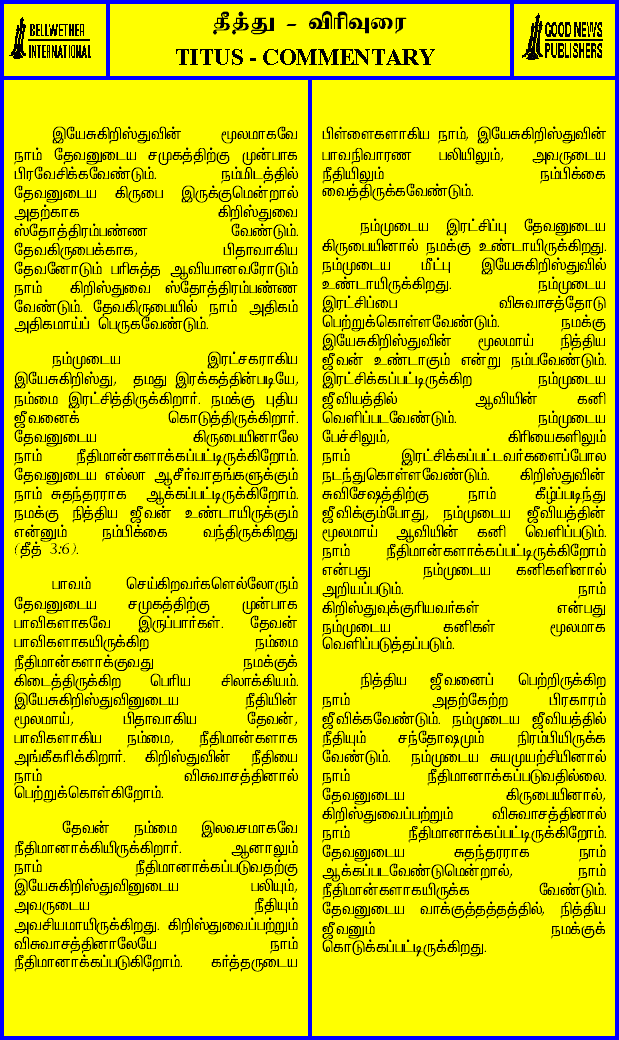 BELLWETHER
INTERNATIONAL
தீத்து - விரிவுரை
TITUS - COMMENTARY
GOOD NEWS
PUBLISHERS
இயேசுகிறிஸ்துவின் மூலமாகவே
நாம் தேவனுடைய சமுகத்திற்கு முன்பாக
பிரவேசிக்கவேண்டும். நம்மிடத்தில்
தேவனுடைய கிருபை இருக்குமென்றால்
அதற்காக கிறிஸ்துவை
ஸ்தோத்திரம்பண்ண வேண்டும்.
தேவகிருபைக்காக, பிதாவாகிய
தேவனோடும் பரிசுத்த ஆவியானவரோடும்
நாம் கிறிஸ்துவை ஸ்தோத்திரம்பண்ண
வேண்டும். தேவகிருபையில் நாம் அதிகம்
அதிகமாய்ப் பெருகவேண்டும்.
நம்முடைய இரட்சகராகிய
இயேசுகிறிஸ்து, தமது இரக்கத்தின்படியே,
நம்மை இரட்சித்திருக்கிறார். நமக்கு புதிய
ஜீவனைக் கொடுத்திருக்கிறார்.
தேவனுடைய கிருபையினாலே
நாம் நீதிமான்களாக்கப்பட்டிருக்கிறோம்.
தேவனுடைய எல்லா ஆசீர்வாதங்களுக்கும்
நாம் சுதந்தரராக ஆக்கப்பட்டிருக்கிறோம்.
நமக்கு நித்திய ஜீவன் உண்டாயிருக்கும்
என்னும் நம்பிக்கை வந்திருக்கிறது
(தீத் 3:6).
பாவம் செய்கிறவர்களெல்லோரும்
தேவனுடைய சமுகத்திற்கு முன்பாக
பாவிகளாகவே இருப்பார்கள். தேவன்
பாவிகளாகயிருக்கிற நம்மை
நீதிமான்களாக்குவது நமக்குக்
கிடைத்திருக்கிற பெரிய சிலாக்கியம்.
இயேசுகிறிஸ்துவினுடைய நீதியின்
மூலமாய், பிதாவாகிய தேவன்,
பாவிகளாகிய நம்மை, நீதிமான்களாக
அங்கீகரிக்கிறார். கிறிஸ்துவின் நீதியை
நாம் விசுவாசத்தினால்
பெற்றுக்கொள்கிறோம்.
தேவன் நம்மை இலவசமாகவே
நீதிமானாக்கியிருக்கிறார். ஆனாலும்
நாம் நீதிமானாக்கப்படுவதற்கு
இயேசுகிறிஸ்துவினுடைய பலியும்,
அவருடைய நீதியும்
அவசியமாயிருக்கிறது. கிறிஸ்துவைப்பற்றும்
விசுவாசத்தினாலேயே நாம்
நீதிமானாக்கப்படுகிறோம். கர்த்தருடைய
பிள்ளைகளாகிய நாம், இயேசுகிறிஸ்துவின்
பாவநிவாரண பலியிலும், அவருடைய
நீதியிலும் நம்பிக்கை
வைத்திருக்கவேண்டும்.
நம்முடைய இரட்சிப்பு தேவனுடைய
கிருபையினால் நமக்கு உண்டாயிருக்கிறது.
நம்முடைய மீட்பு இயேசுகிறிஸ்துவில்
உண்டாயிருக்கிறது. நம்முடைய
இரட்சிப்பை விசுவாசத்தோடு
பெற்றுக்கொள்ளவேண்டும். நமக்கு
இயேசுகிறிஸ்துவின் மூலமாய் நித்திய
ஜீவன் உண்டாகும் என்று நம்பவேண்டும்.
இரட்சிக்கப்பட்டிருக்கிற நம்முடைய
ஜீவியத்தில் ஆவியின் கனி
வெளிப்படவேண்டும். நம்முடைய
பேச்சிலும், கிரியைகளிலும்
நாம் இரட்சிக்கப்பட்டவர்களைப்போல
நடந்துகொள்ளவேண்டும். கிறிஸ்துவின்
சுவிசேஷத்திற்கு நாம் கீழ்ப்படிந்து
ஜீவிக்கும்போது, நம்முடைய ஜீவியத்தின்
மூலமாய் ஆவியின் கனி வெளிப்படும்.
நாம் நீதிமான்களாக்கப்பட்டிருக்கிறோம்
என்பது நம்முடைய கனிகளினால்
அறியப்படும். நாம்
கிறிஸ்துவுக்குரியவர்கள் என்பது
நம்முடைய கனிகள் மூலமாக
வெளிப்படுத்தப்படும்.
நித்திய ஜீவனைப் பெற்றிருக்கிற
நாம் அதற்கேற்ற பிரகாரம்
ஜீவிக்கவேண்டும். நம்முடைய ஜீவியத்தில்
நீதியும் சந்தோஷமும் நிரம்பியிருக்க
வேண்டும். நம்முடைய சுயமுயற்சியினால்
நாம் நீதிமானாக்கப்படுவதில்லை.
தேவனுடைய கிருபையினால்,
கிறிஸ்துவைப்பற்றும் விசுவாசத்தினால்
நாம் நீதிமானாக்கப்பட்டிருக்கிறோம்.
தேவனுடைய சுதந்தரராக நாம்
ஆக்கப்படவேண்டுமென்றால், நாம்
நீதிமான்களாகயிருக்க வேண்டும்.
தேவனுடைய வாக்குத்தத்தத்தில், நித்திய
ஜீவனும் நமக்குக்
கொடுக்கப்பட்டிருக்கிறது.